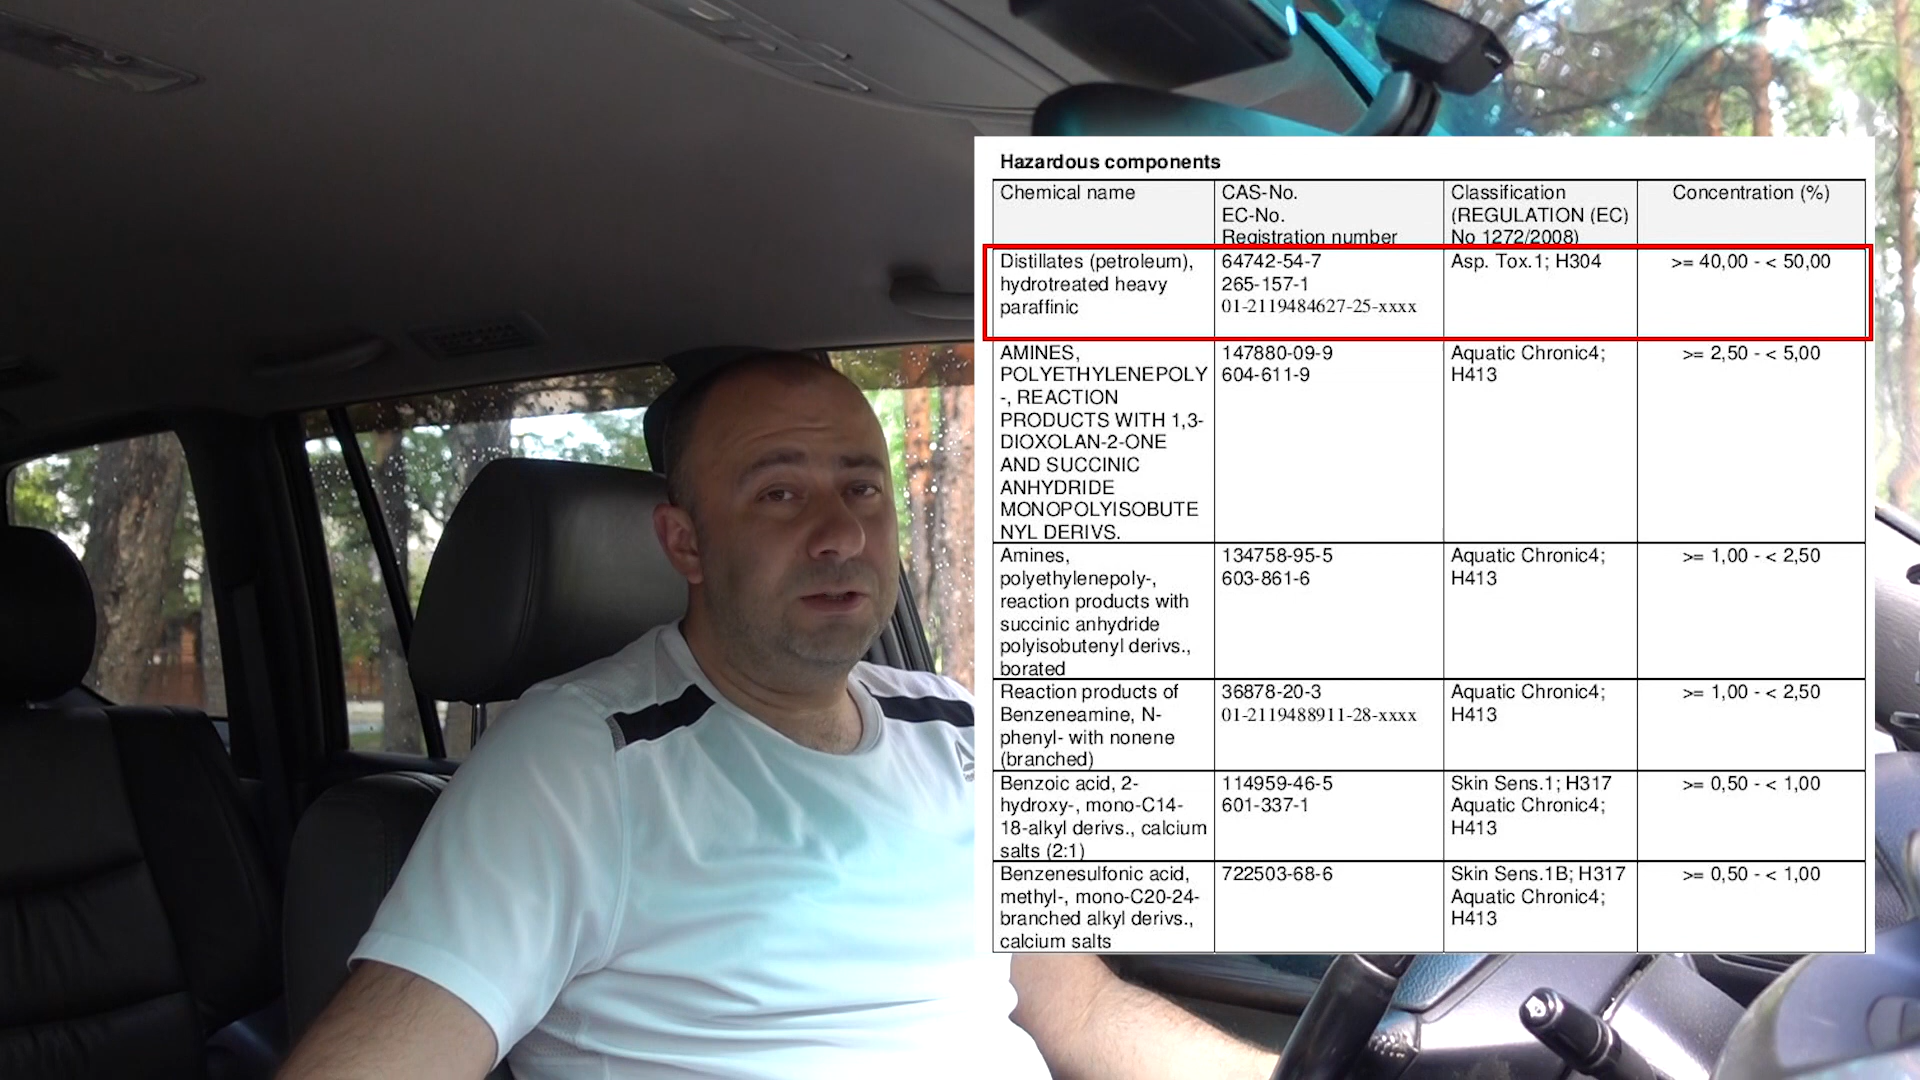 Hazardous components
Chemical name
CAS-No.
EC-No.
Registration number
Classification
(REGULATION (EC)
No 1272/2008)
Concentration (%)
Distillates (petroleum),
hydrotreated heavy
paraffinic
64742-54-7
265-157-1
01-2119484627-25-xxxx
Asp. Tox.1; H304
>= 40,00 - < 50,00
AMINES,
POLYETHYLENEPOLY
-, REACTION
PRODUCTS WITH 1,3-
DIOXOLAN-2-ONE
AND SUCCINIC
ANHYDRIDE
MONOPOLYISOBUTE
NYL DERIVS.
147880-09-9
604-611-9
Aquatic Chronic4;
H413
>= 2,50 - < 5,00
Amines,
polyethylenepoly-,
reaction products with
succinic anhydride
polyisobutenyl derivs.,
borated
134758-95-5
603-861-6
Aquatic Chronic4;
H413
>= 1,00 - < 2,50
Reaction products of
Benzeneamine, N-
phenyl- with nonene
(branched)
36878-20-3
01-2119488911-28-xxxx
Aquatic Chronic4;
H413
>= 1,00 - < 2,50
Benzoic acid, 2-
hydroxy-, mono-C14-
18-alkyl derivs., calcium
salts (2:1)
114959-46-5
601-337-1
Skin Sens.1; H317
Aquatic Chronic4;
H413
>= 0,50 - < 1,00
Benzenesulfonic acid,
methyl-, mono-C20-24-
branched alkyl derivs.,
calcium salts
722503-68-6
Skin Sens.1B; H317
Aquatic Chronic4;
H413
>= 0,50 - < 1,00